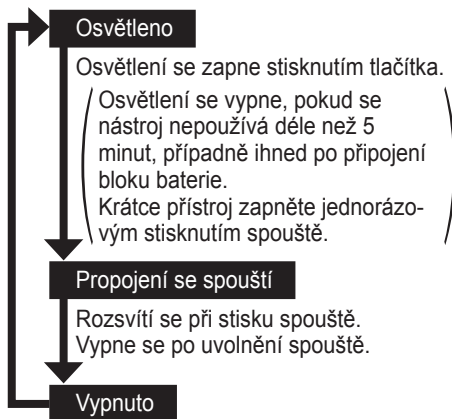 Osvětleno
Osvětlení se zapne stisknutím tlačítka.
Osvětlení se vypne, pokud se
nástroj nepoužívá déle než 5
minut, případně ihned po připojení
bloku baterie.
Krátce přístroj zapněte jednorázo-
vým stisknutím spouště.
Propojení se spouští
Rozsvítí se při stisku spouště.
Vypne se po uvolnění spouště.
Vypnuto